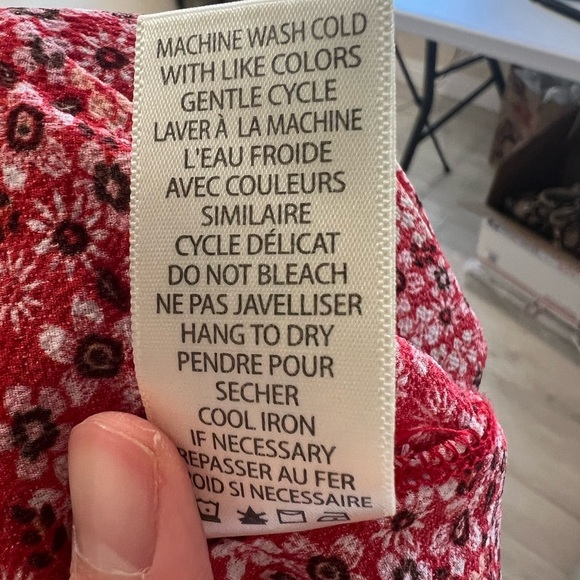 MACHINE WASH COLD
WITH LIKE COLORS
GENTLE CYCLE
LAVER À LA MACHINE
L'EAU FROIDE
AVEC COULEURS
SIMILAIRE
CYCLE DÉLICAT
DO NOT BLEACH
NE PAS JAVELLISER
HANG TO DRY
PENDRE POUR
SECHER
COOL IRON
IF NECESSARY
REPASSER AU FER
OID SI NECESSAIRE